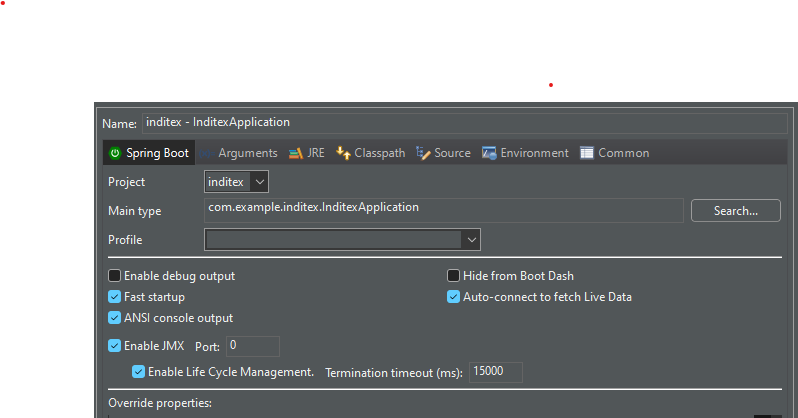 Name: inditex - InditexApplication
Spring Boot Arguments JRE Classpath Source Environment Common
Project inditex
Main type com.example.inditex.InditexApplication Search...
Profile
Enable debug output Hide from Boot Dash
Fast startup Auto-connect to fetch Live Data
ANSI console output
Enable JMX Port: 0
Enable Life Cycle Management. Termination timeout (ms): 15000
Override properties: